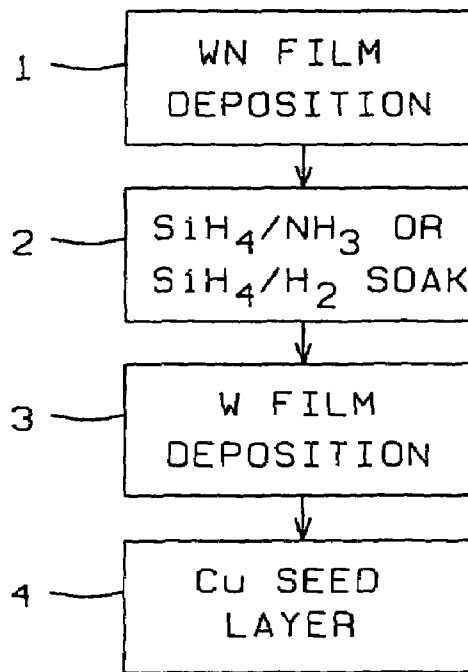 1
WN FILM
DEPOSITION
2
SiH₄/NH₃ OR
SiH₄/H₂ SOAK
3
W FILM
DEPOSITION
4
Cu SEED
LAYER